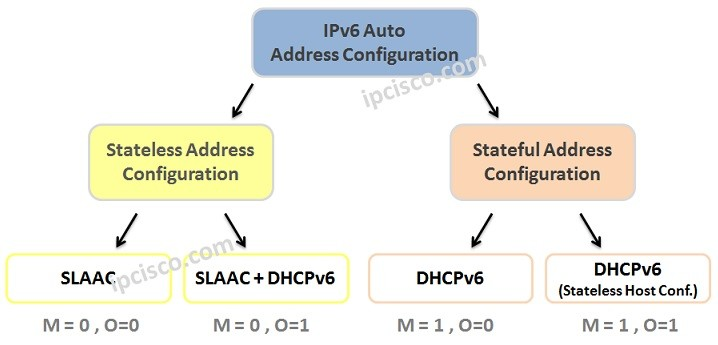 IPv6 Auto
Address Configuration
ipcisco.com
Stateless Address
Configuration
Stateful Address
Configuration
ipcisco.com
SLAAC
SLAAC + DHCPv6
DHCPv6
DHCPv6
(Stateless Host Conf.)
M = 0 , O=0
M = 0 , O=1
M = 1 , O=0
M = 1 , O=1